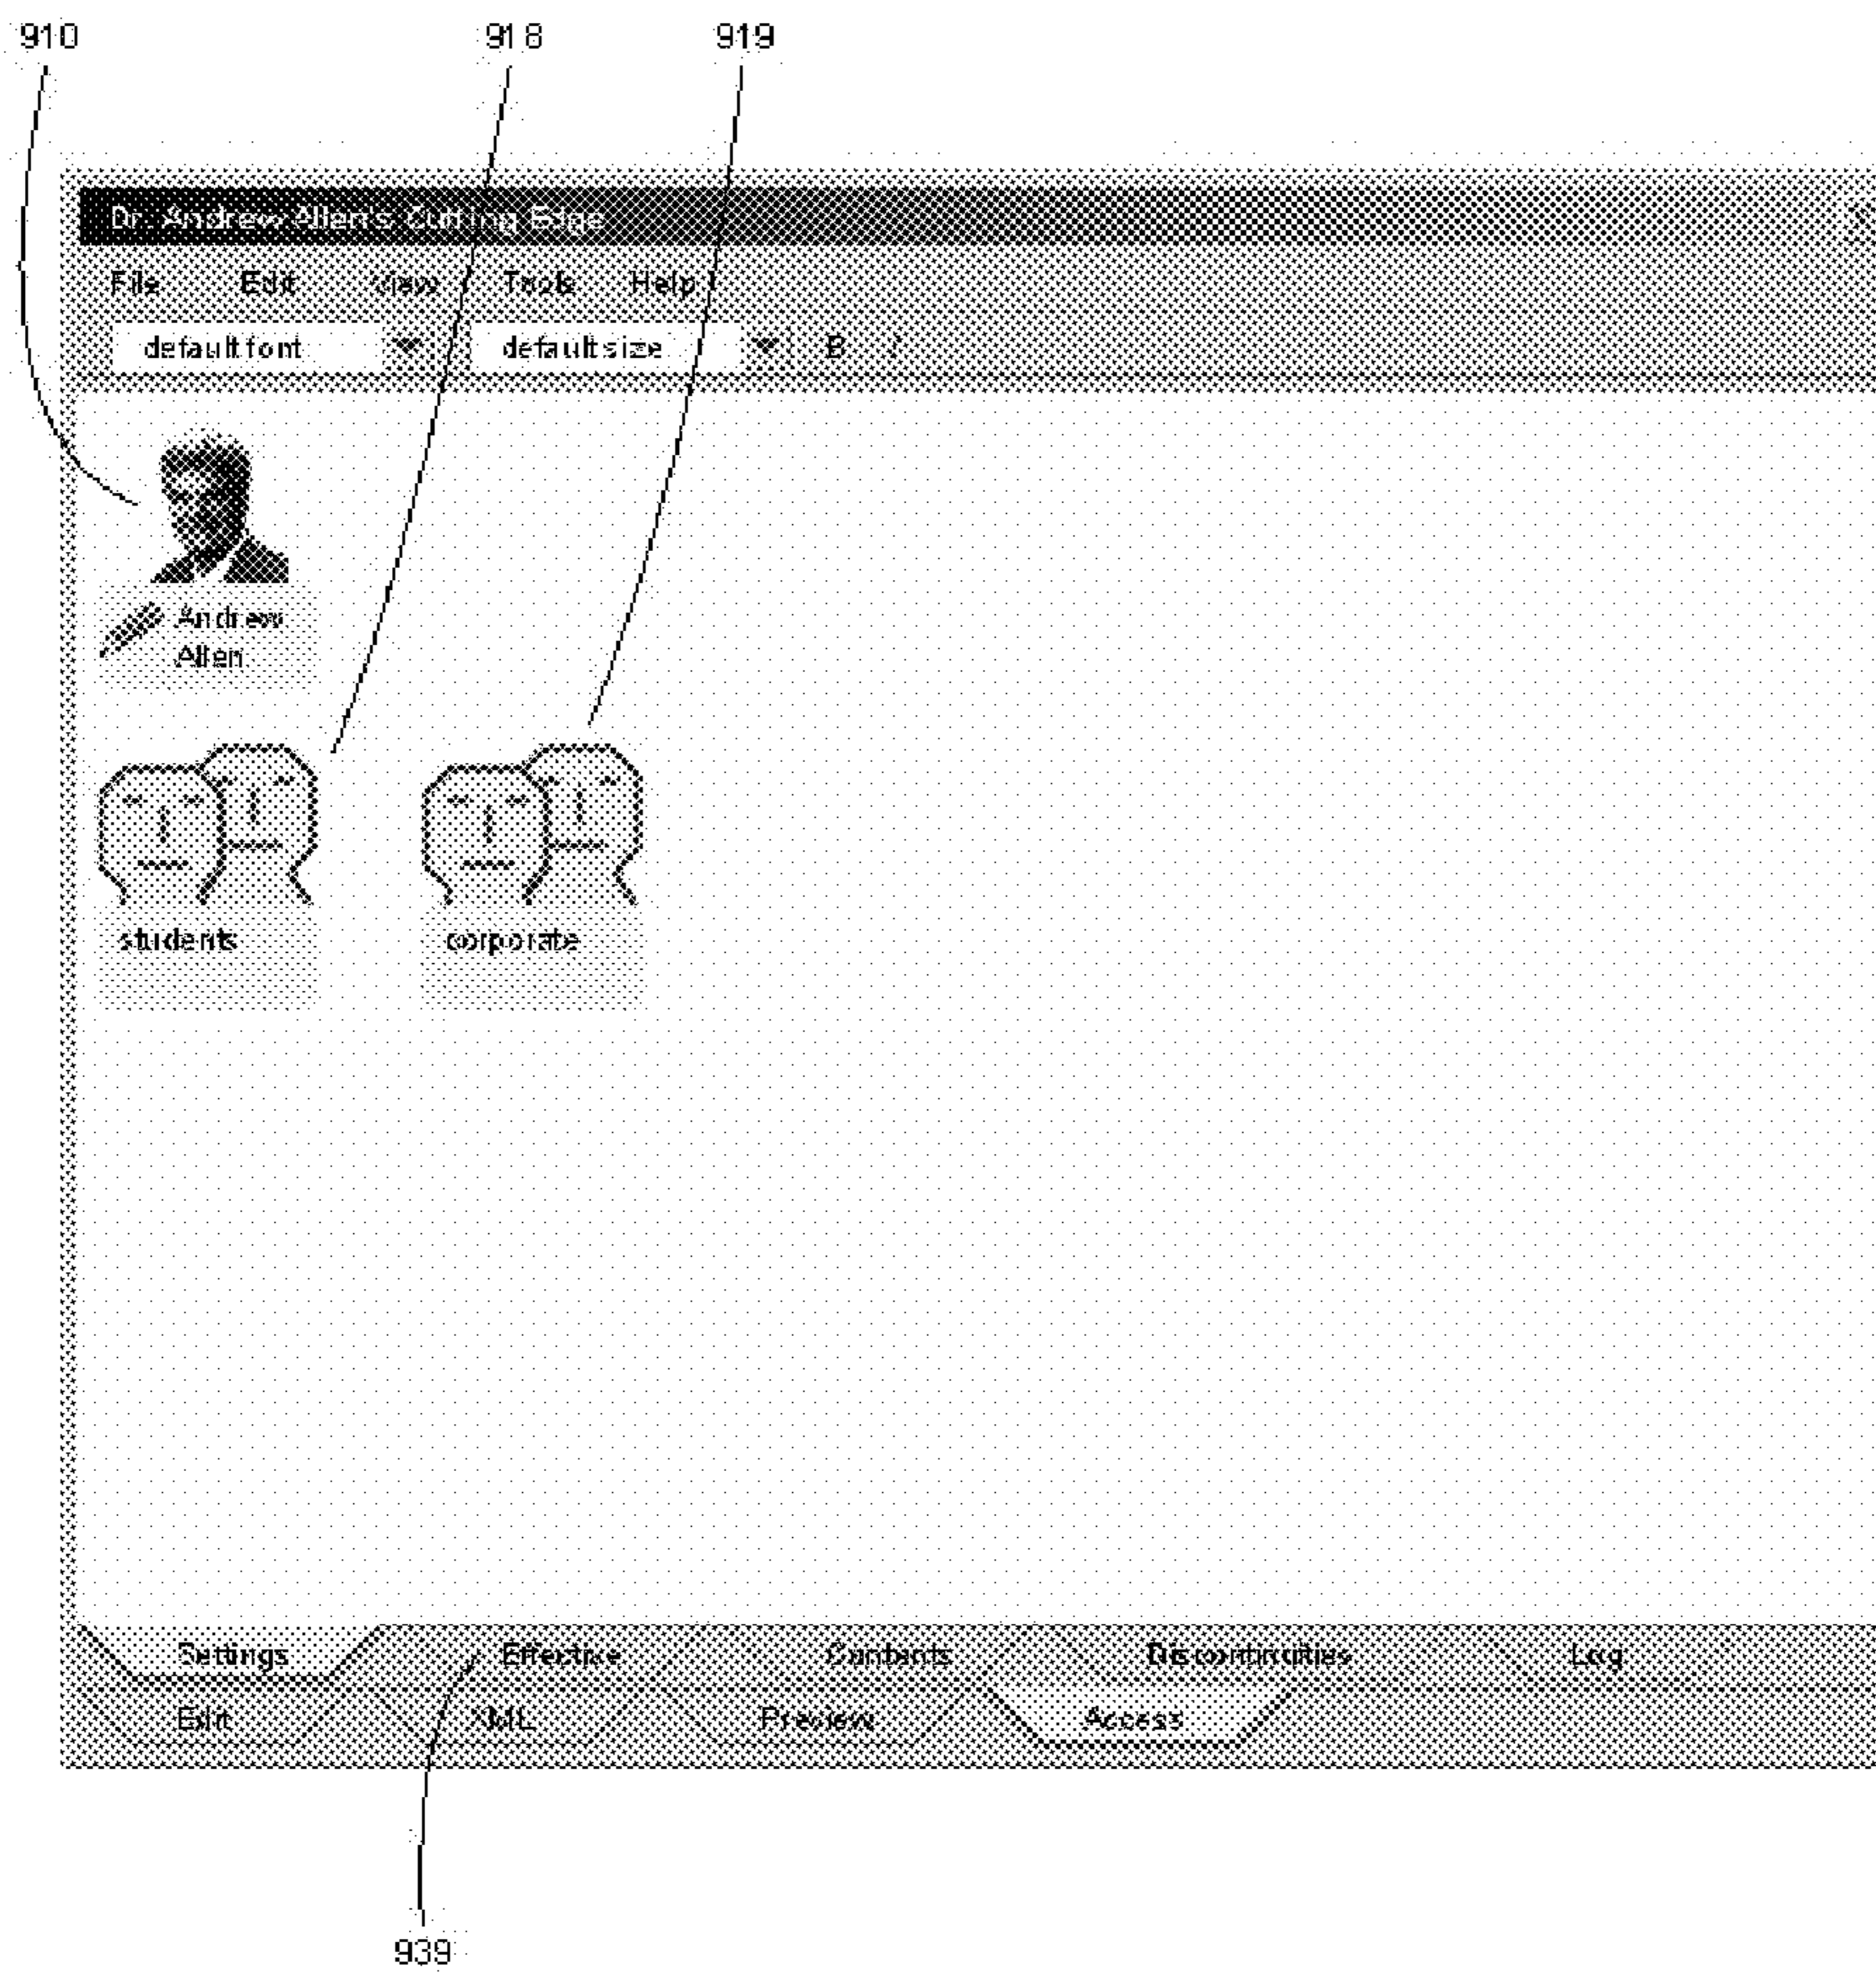 910 918 919
Dr. Andrew Allen's Cutting Edge
File Edit View Tools Help
default font default size B I
Andrew
Allen
students corporate
Settings Effective Contents Discontinuities Log
Edit XML Preview Access
939